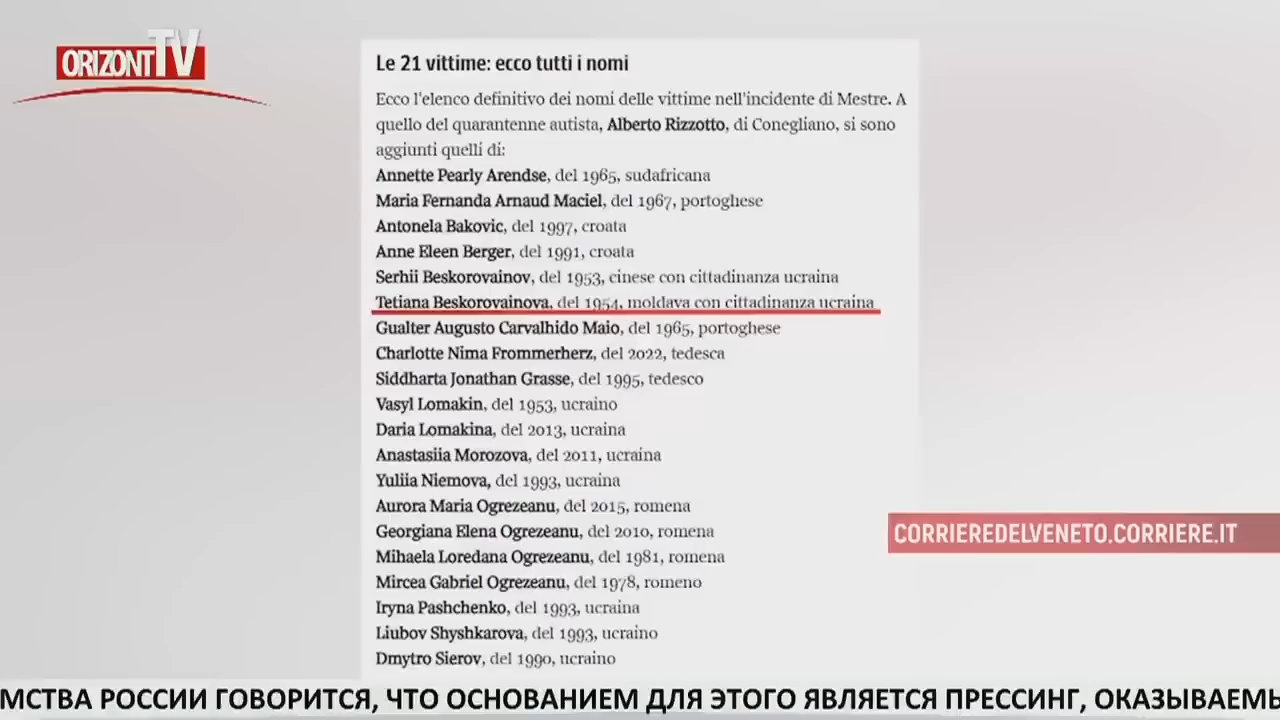 ORIZONT TV
Le 21 vittime: ecco tutti i nomi
Ecco l'elenco definitivo dei nomi delle vittime nell'incidente di Mestre. A
quello del quarantenne autista, Alberto Rizzotto, di Conegliano, si sono
aggiunti quelli di:
Annette Pearly Arendse, del 1965, sudafricana
Maria Fernanda Arnaud Maciel, del 1967, portoghese
Antonela Bakovic, del 1997, croata
Anne Eleen Berger, del 1991, croata
Serhii Beskorovainov, del 1953, cinese con cittadinanza ucraina
Tetiana Beskorovainova, del 1954, moldava con cittadinanza ucraina
Gualter Augusto Carvalhido Maio, del 1965, portoghese
Charlotte Nima Frommerherz, del 2022, tedesca
Siddharta Jonathan Grasse, del 1995, tedesco
Vasyl Lomakin, del 1953, ucraino
Daria Lomakina, del 2013, ucraina
Anastasiia Morozova, del 2011, ucraina
Yuliia Niemova, del 1993, ucraina
Aurora Maria Ogrezeanu, del 2015, romena
Georgiana Elena Ogrezeanu, del 2010, romena
CORRIEREDELVENETO.CORRIERE.IT
Mihaela Loredana Ogrezeanu, del 1981, romena
Mircea Gabriel Ogrezeanu, del 1978, romeno
Iryna Pashchenko, del 1993, ucraina
Liubov Shyshkarova, del 1993, ucraino
Dmytro Sierov, del 1990, ucraino
МСТВА РОССИИ ГОВОРИТСЯ, ЧТО ОСНОВАНИЕМ ДЛЯ ЭТОГО ЯВЛЯЕТСЯ ПРЕССИНГ, ОКАЗЫВАЕМЬ